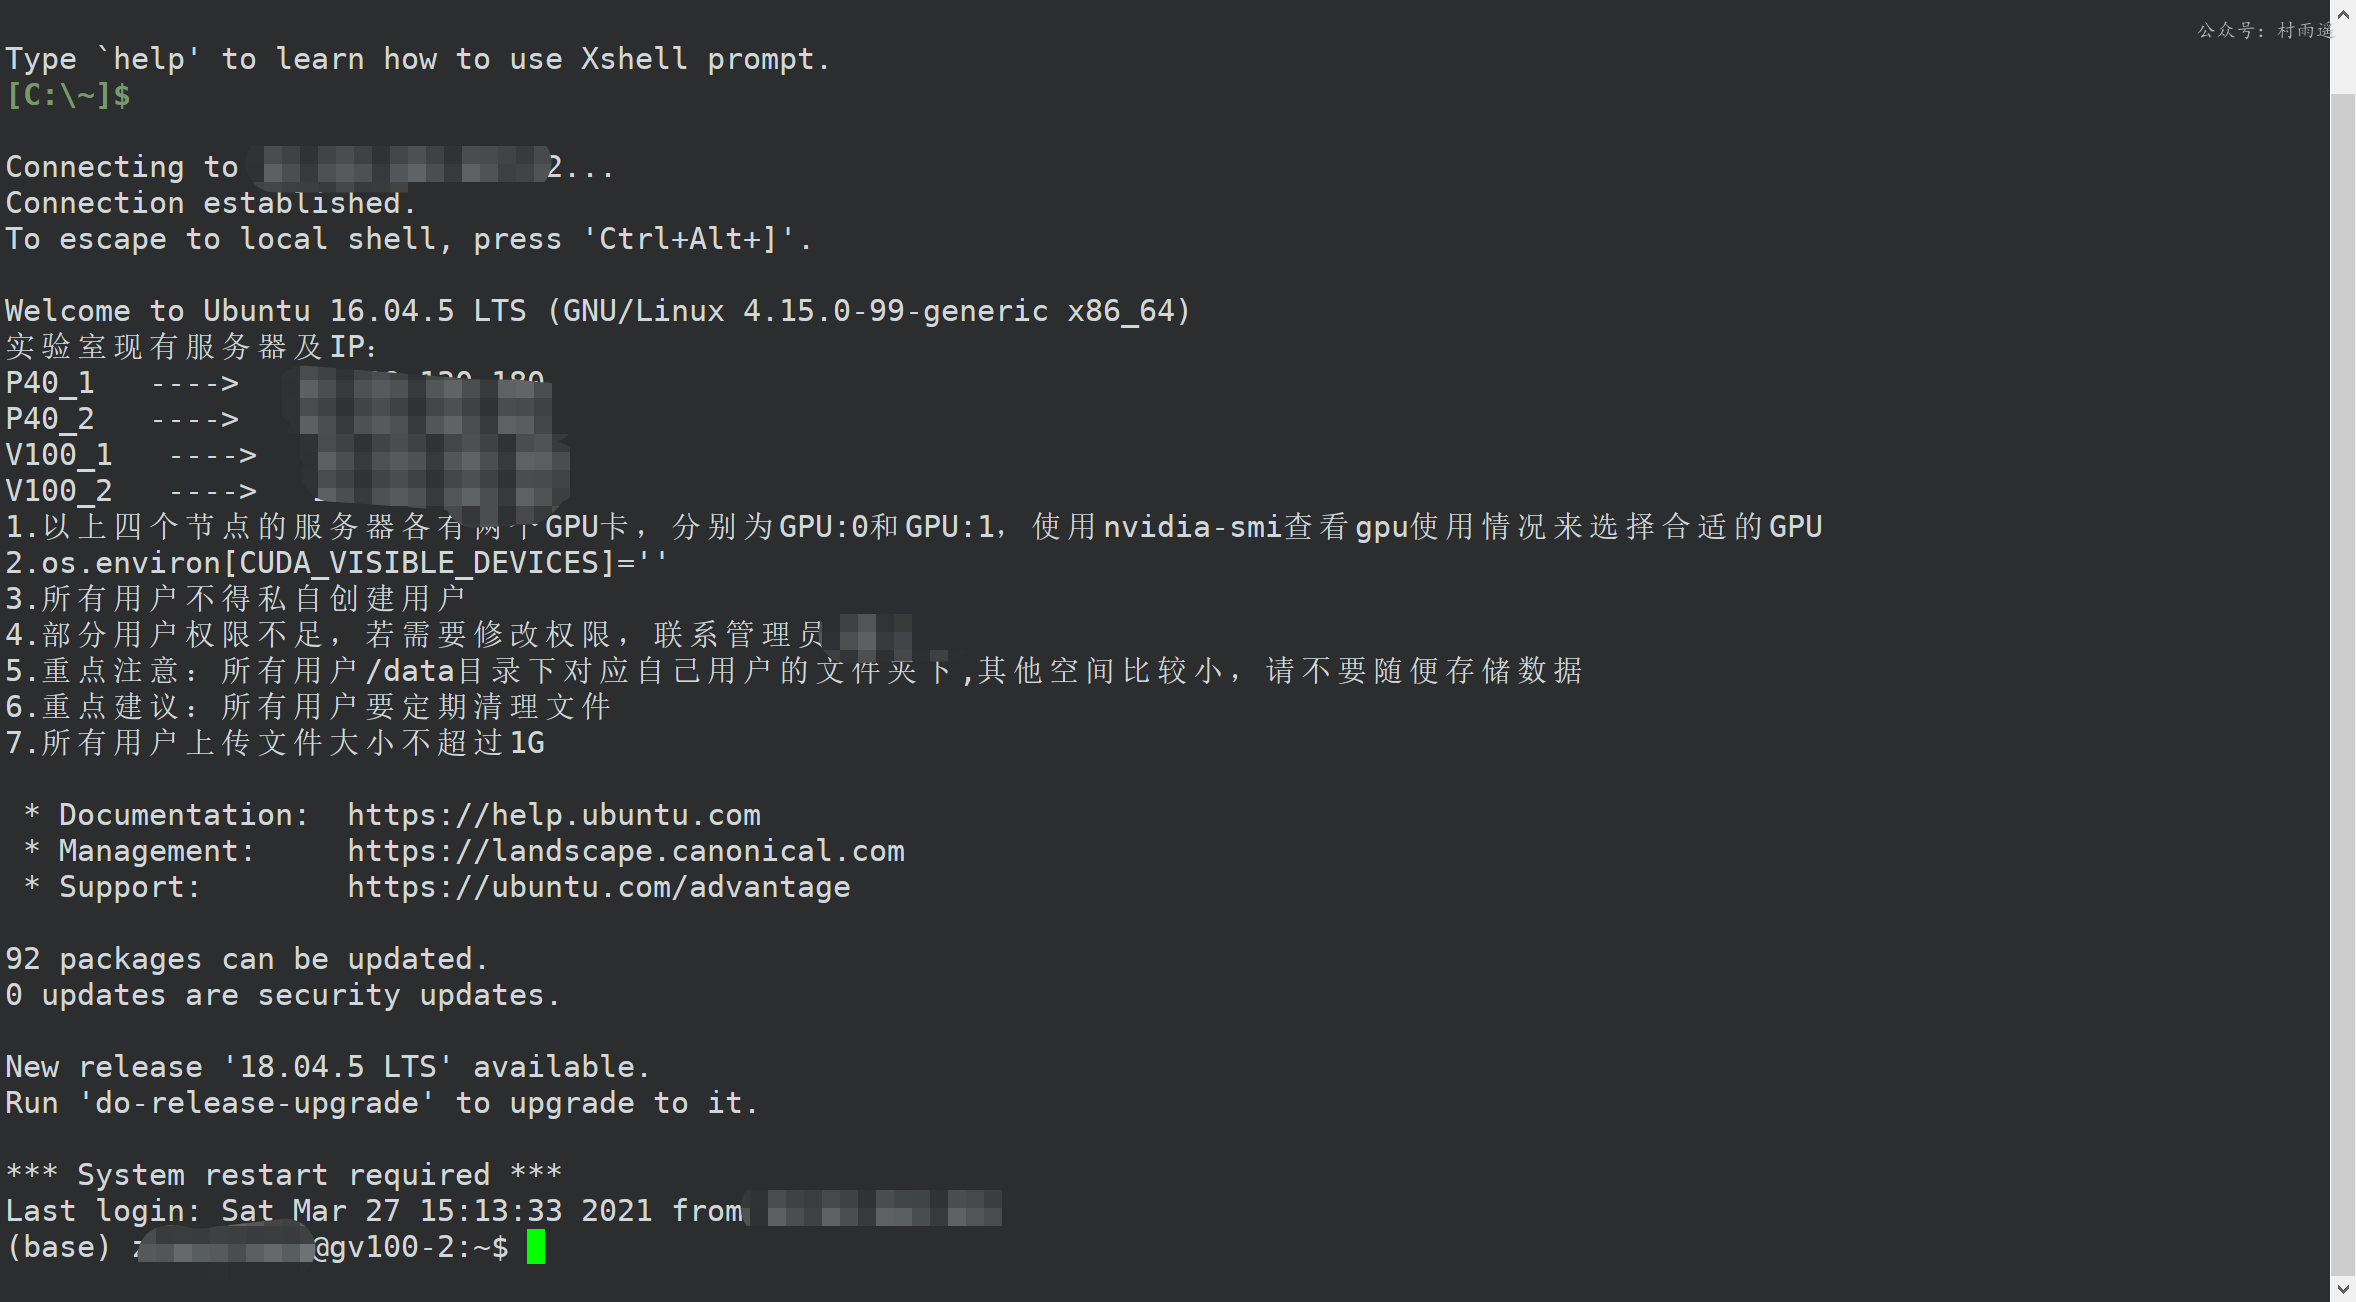 公众号：村雨遥
Type `help' to learn how to use Xshell prompt.
[C:\~]$
Connecting to 2...
Connection established.
To escape to local shell, press 'Ctrl+Alt+]'.
Welcome to Ubuntu 16.04.5 LTS (GNU/Linux 4.15.0-99-generic x86_64)
实验室现有服务器及IP：
P40_1 ---->
P40_2 ---->
V100_1 ---->
V100_2 ---->
1.以上四个节点的服务器各有两个GPU卡，分别为GPU:0和GPU:1，使用nvidia-smi查看gpu使用情况来选择合适的GPU
2.os.environ[CUDA_VISIBLE_DEVICES]=''
3.所有用户不得私自创建用户
4.部分用户权限不足，若需要修改权限，联系管理员
5.重点注意：所有用户/data目录下对应自己用户的文件夹下,其他空间比较小，请不要随便存储数据
6.重点建议：所有用户要定期清理文件
7.所有用户上传文件大小不超过1G
* Documentation: https://help.ubuntu.com
* Management: https://landscape.canonical.com
* Support: https://ubuntu.com/advantage
92 packages can be updated.
0 updates are security updates.
New release '18.04.5 LTS' available.
Run 'do-release-upgrade' to upgrade to it.
*** System restart required ***
Last login: Sat Mar 27 15:13:33 2021 from
(base) z @gv100-2:~$